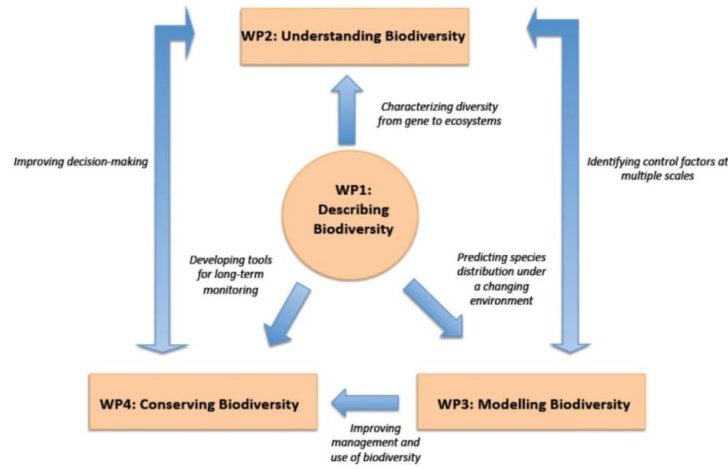 WP2: Understanding Biodiversity
Characterizing diversity
from gene to ecosystems
Improving decision-making
Identifying control factors at
multiple scales
WP1:
Describing
Biodiversity
Developing tools
for long-term
monitoring
Predicting species
distribution under
a changing
environment
WP4: Conserving Biodiversity
WP3: Modelling Biodiversity
Improving
management and
use of biodiversity